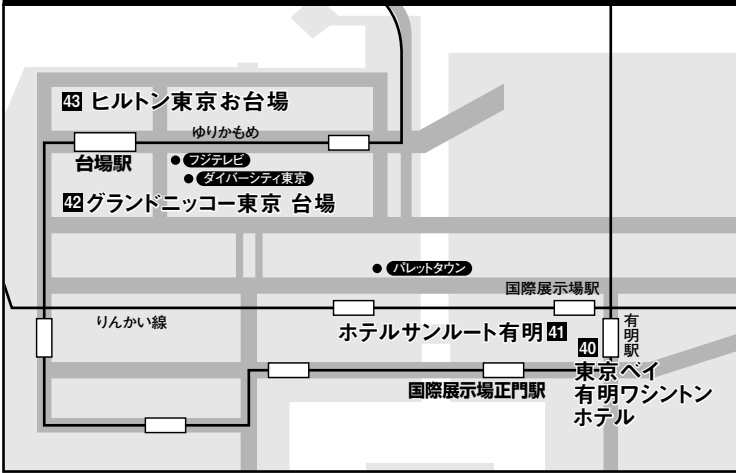 43 ヒルトン東京お台場
ゆりかもめ
台場駅
フジテレビ
ダイバーシティ東京
42 グランドニッコー東京 台場
パレットタウン
国際展示場駅
りんかい線
ホテルサンルート有明 41
有明駅
40
東京ベイ
有明ワシントン
ホテル
国際展示場正門駅